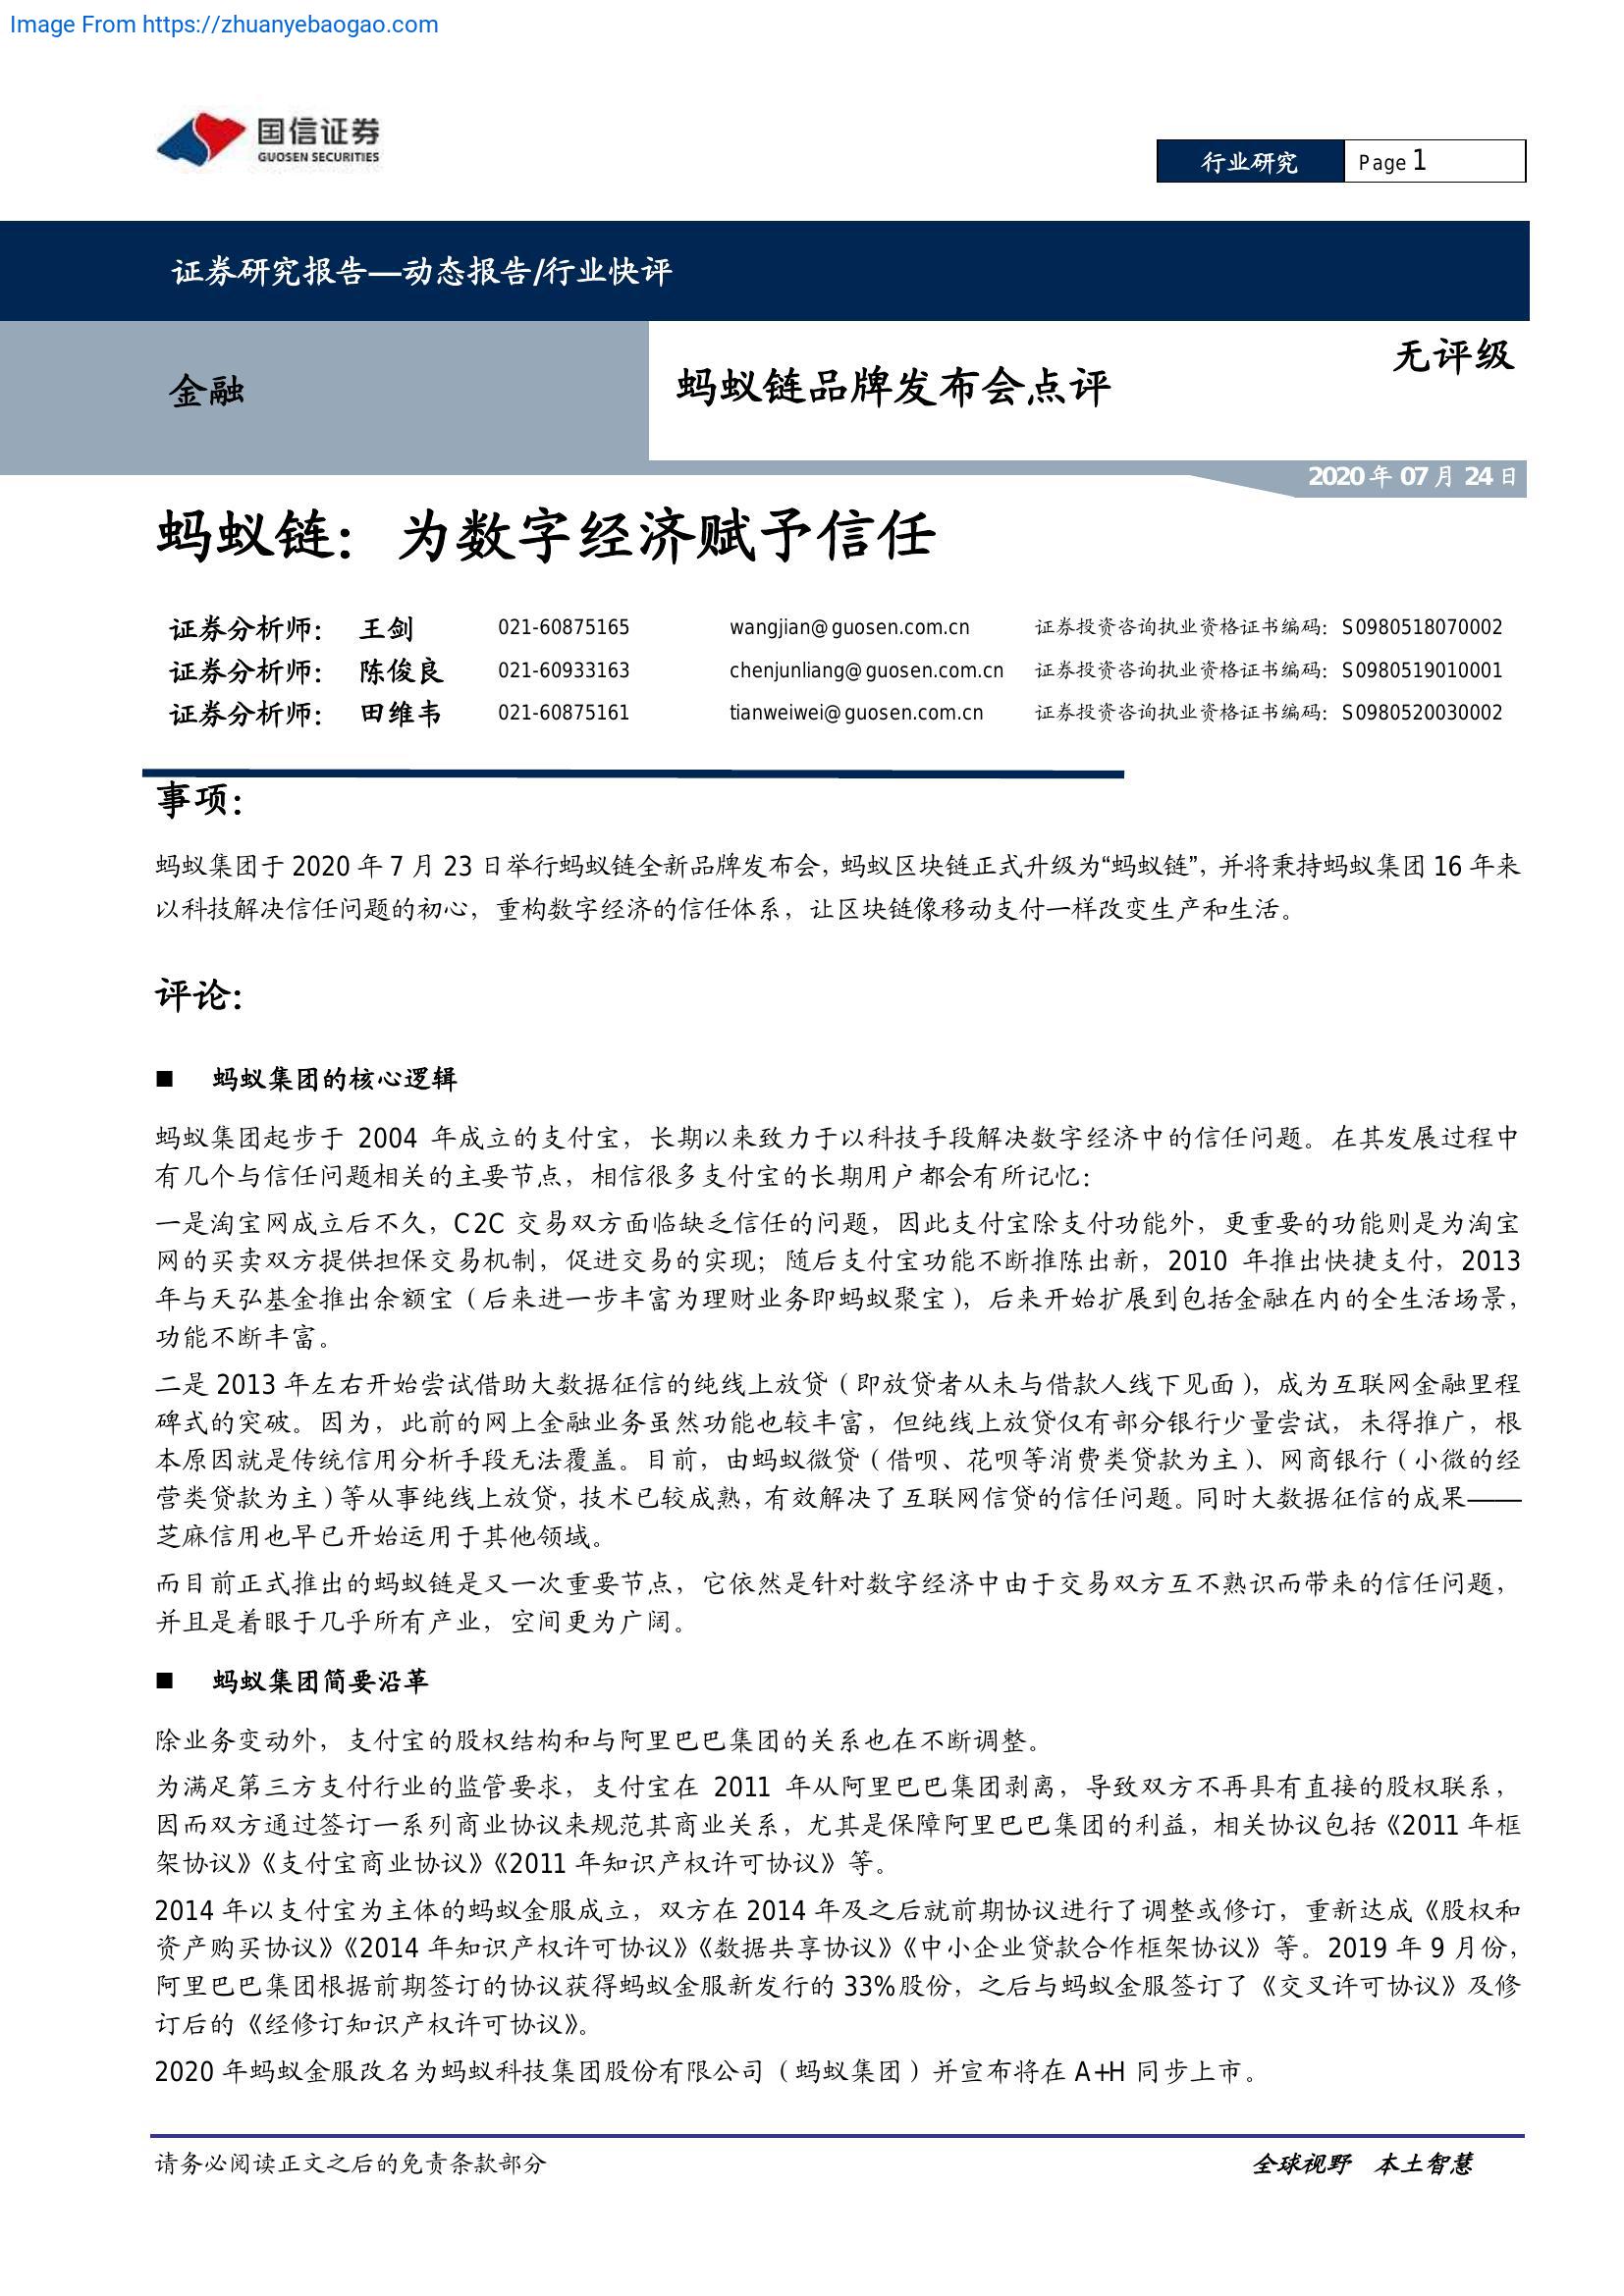 Image From https://zhuanyebaogao.com
国信证券
GUOSEN SECURITIES
行业研究
Page 1
证券研究报告—动态报告/行业快评
金融
蚂蚁链品牌发布会点评
无评级
2020 年 07 月 24 日
蚂蚁链：为数字经济赋予信任
证券分析师： 王剑 021-60875165 wangjian@guosen.com.cn 证券投资咨询执业资格证书编码：S0980518070002
证券分析师： 陈俊良 021-60933163 chenjunliang@guosen.com.cn 证券投资咨询执业资格证书编码：S0980519010001
证券分析师： 田维韦 021-60875161 tianweiwei@guosen.com.cn 证券投资咨询执业资格证书编码：S0980520030002
事项：
蚂蚁集团于 2020 年 7 月 23 日举行蚂蚁链全新品牌发布会，蚂蚁区块链正式升级为“蚂蚁链”，并将秉持蚂蚁集团 16 年来
以科技解决信任问题的初心，重构数字经济的信任体系，让区块链像移动支付一样改变生产和生活。
评论：
■ 蚂蚁集团的核心逻辑
蚂蚁集团起步于 2004 年成立的支付宝，长期以来致力于以科技手段解决数字经济中的信任问题。在其发展过程中
有几个与信任问题相关的主要节点，相信很多支付宝的长期用户都会有所记忆：
一是淘宝网成立后不久，C2C 交易双方面临缺乏信任的问题，因此支付宝除支付功能外，更重要的功能则是为淘宝
网的买卖双方提供担保交易机制，促进交易的实现；随后支付宝功能不断推陈出新，2010 年推出快捷支付，2013
年与天弘基金推出余额宝（后来进一步丰富为理财业务即蚂蚁聚宝），后来开始扩展到包括金融在内的全生活场景，
功能不断丰富。
二是 2013 年左右开始尝试借助大数据征信的纯线上放贷（即放贷者从未与借款人线下见面），成为互联网金融里程
碑式的突破。因为，此前的网上金融业务虽然功能也较丰富，但纯线上放贷仅有部分银行少量尝试，未得推广，根
本原因就是传统信用分析手段无法覆盖。目前，由蚂蚁微贷（借呗、花呗等消费类贷款为主）、网商银行（小微的经
营类贷款为主）等从事纯线上放贷，技术已较成熟，有效解决了互联网信贷的信任问题。同时大数据征信的成果——
芝麻信用也早已开始运用于其他领域。
而目前正式推出的蚂蚁链是又一次重要节点，它依然是针对数字经济中由于交易双方互不熟识而带来的信任问题，
并且是着眼于几乎所有产业，空间更为广阔。
■ 蚂蚁集团简要沿革
除业务变动外，支付宝的股权结构和与阿里巴巴集团的关系也在不断调整。
为满足第三方支付行业的监管要求，支付宝在 2011 年从阿里巴巴集团剥离，导致双方不再具有直接的股权联系，
因而双方通过签订一系列商业协议来规范其商业关系，尤其是保障阿里巴巴集团的利益，相关协议包括《2011 年框
架协议》《支付宝商业协议》《2011 年知识产权许可协议》等。
2014 年以支付宝为主体的蚂蚁金服成立，双方在 2014 年及之后就前期协议进行了调整或修订，重新达成《股权和
资产购买协议》《2014 年知识产权许可协议》《数据共享协议》《中小企业贷款合作框架协议》等。2019 年 9 月份，
阿里巴巴集团根据前期签订的协议获得蚂蚁金服新发行的 33%股份，之后与蚂蚁金服签订了《交叉许可协议》及修
订后的《经修订知识产权许可协议》。
2020 年蚂蚁金服改名为蚂蚁科技集团股份有限公司（蚂蚁集团）并宣布将在 A+H 同步上市。
请务必阅读正文之后的免责条款部分
全球视野 本土智慧